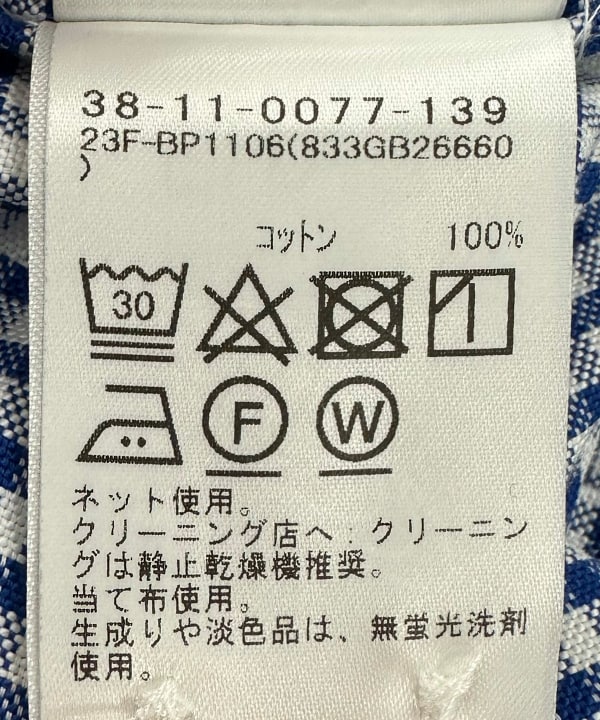 38-11-0077-139
23F-BP1106(833GB26660
)
コットン 100%
30
F W
ネット使用。
クリーニング店へ:クリーニン
グは静止乾燥機推奨。
当て布使用。
生成りや淡色品は、無蛍光洗剤
使用。